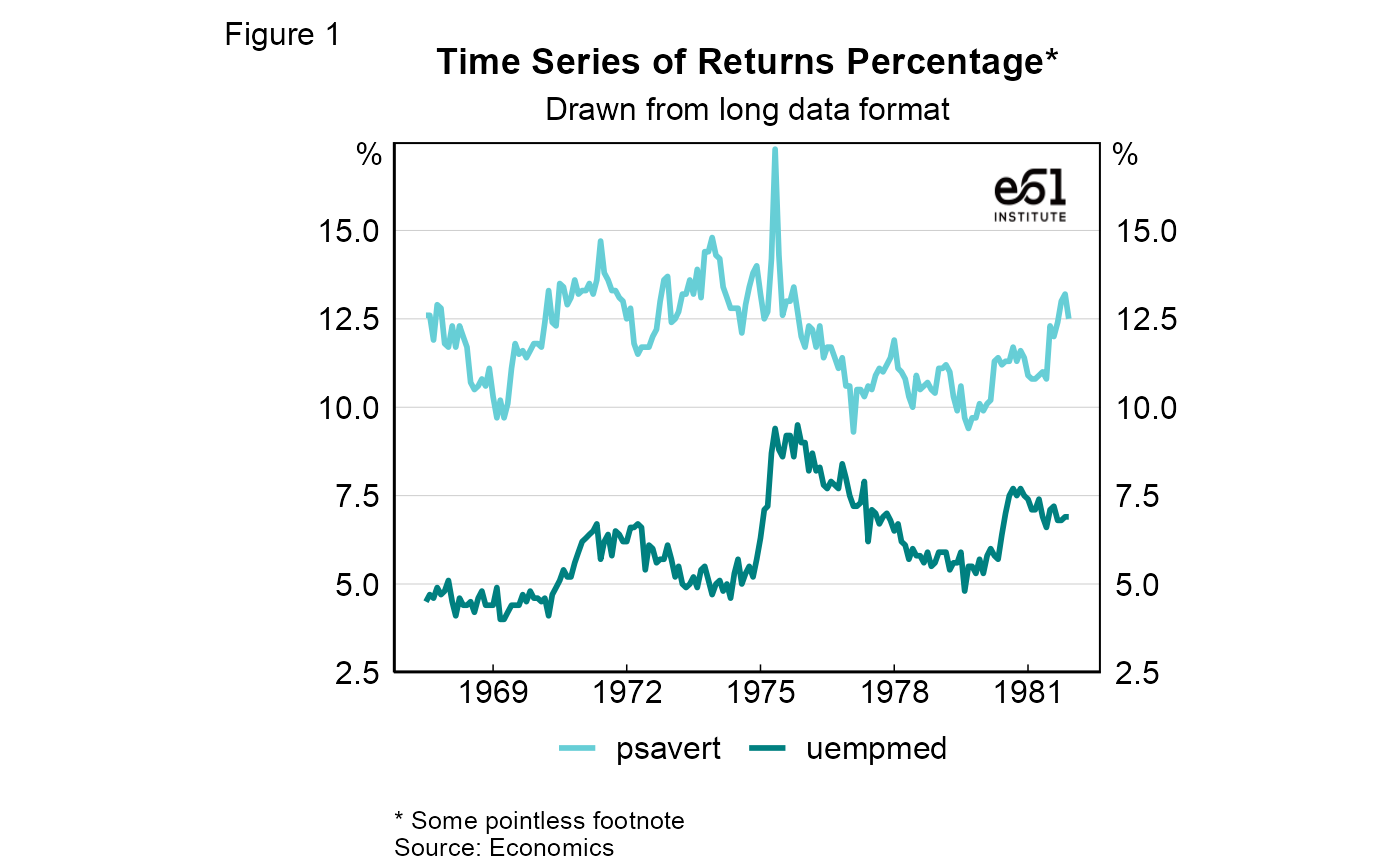 Figure 1
Time Series of Returns Percentage*
Drawn from long data format
% %
e61
INSTITUTE
15.0 15.0
12.5 12.5
10.0 10.0
7.5 7.5
5.0 5.0
2.5 2.5
1969 1972 1975 1978 1981
psavert uempmed
* Some pointless footnote
Source: Economics